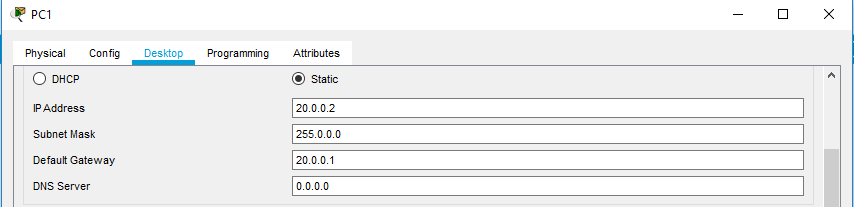 PC1
Physical Config Desktop Programming Attributes
DHCP Static
IP Address 20.0.0.2
Subnet Mask 255.0.0.0
Default Gateway 20.0.0.1
DNS Server 0.0.0.0